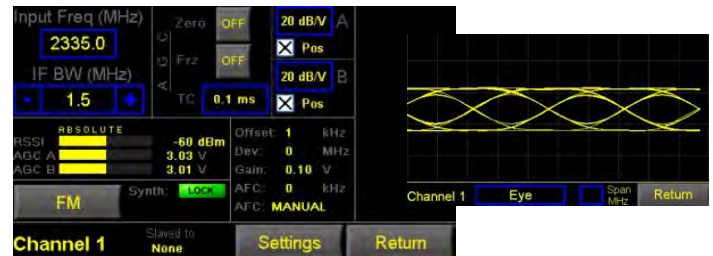 Input Freq (MHz)
2335.0
IF BW (MHz)
- 1.5 +
AGC
Zero OFF
Frz OFF
TC 0.1 ms
20 dB/V A
Pos
20 dB/V B
Pos
ABSOLUTE
RSSI -60 dBm
AGC A 3.03 V
AGC B 3.01 V
Offset: 1 kHz
Dev: 0 MHz
Gain: 0.10 V
AFC: 0 kHz
AFC: MANUAL
FM
Synth: LOCK
Channel 1
Slaved to
None
Settings
Return
Channel 1
Eye
Span
MHz
Return